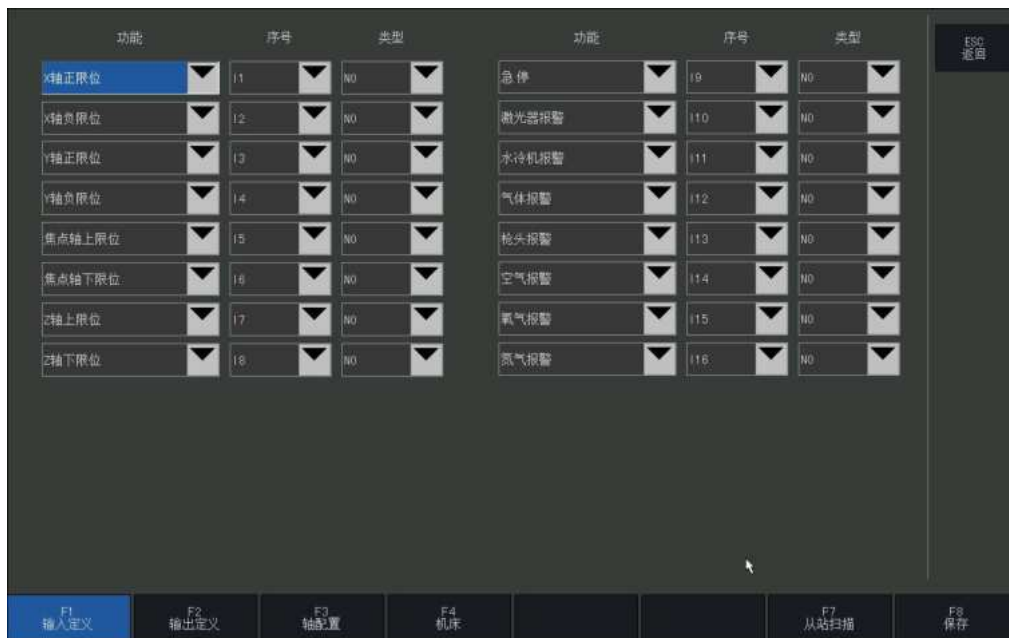 功能 序号 类型 功能 序号 类型
ESC
返回
X轴正限位 I1 NO 急停 I9 NO
X轴负限位 I2 NO 激光器报警 I10 NO
Y轴正限位 I3 NO 水冷机报警 I11 NO
Y轴负限位 I4 NO 气体报警 I12 NO
焦点轴上限位 I5 NO 枪头报警 I13 NO
焦点轴下限位 I6 NO 空气报警 I14 NO
Z轴上限位 I7 NO 氧气报警 I15 NO
Z轴下限位 I8 NO 氮气报警 I16 NO
F1 F2 F3 F4 F7 F8
输入定义 输出定义 轴配置 机床 从站扫描 保存